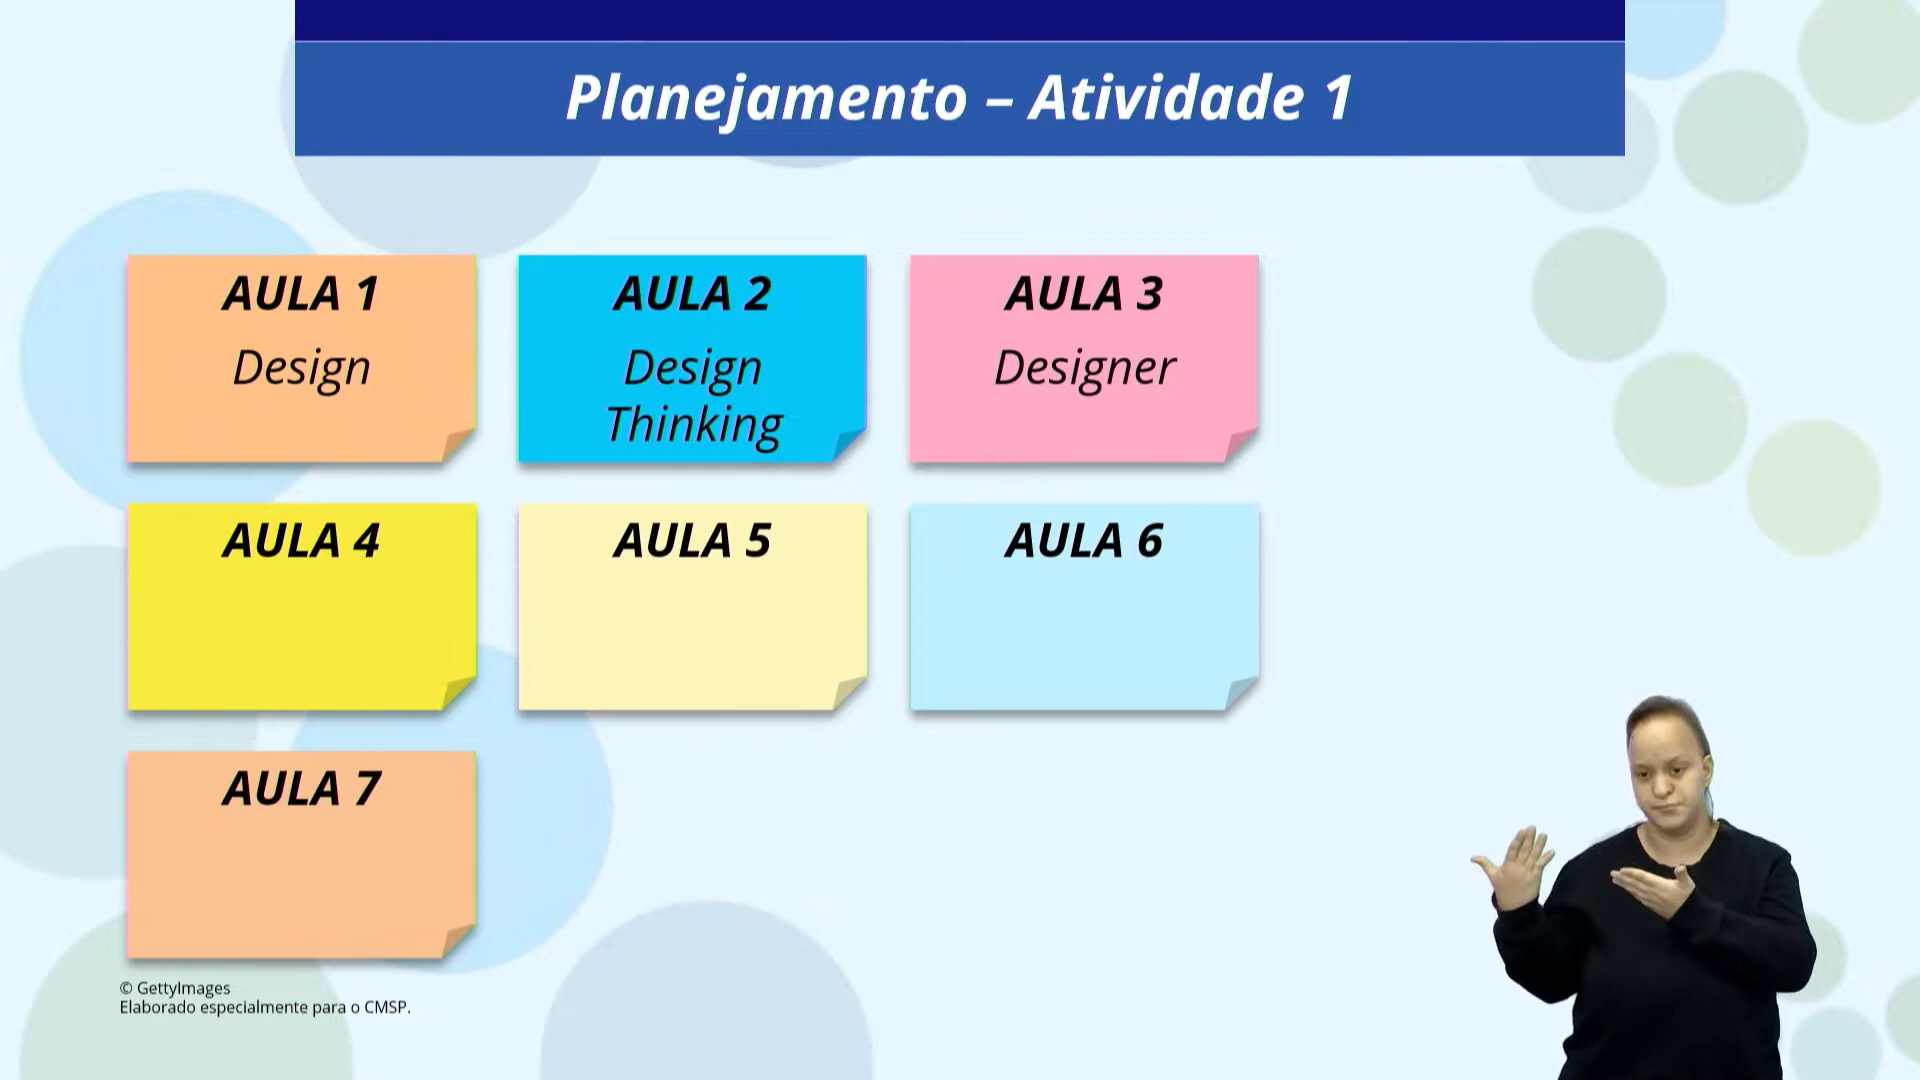 Planejamento – Atividade 1
AULA 1
Design
AULA 2
Design
Thinking
AULA 3
Designer
AULA 4
AULA 5
AULA 6
AULA 7
© GettyImages
Elaborado especialmente para o CMSP.